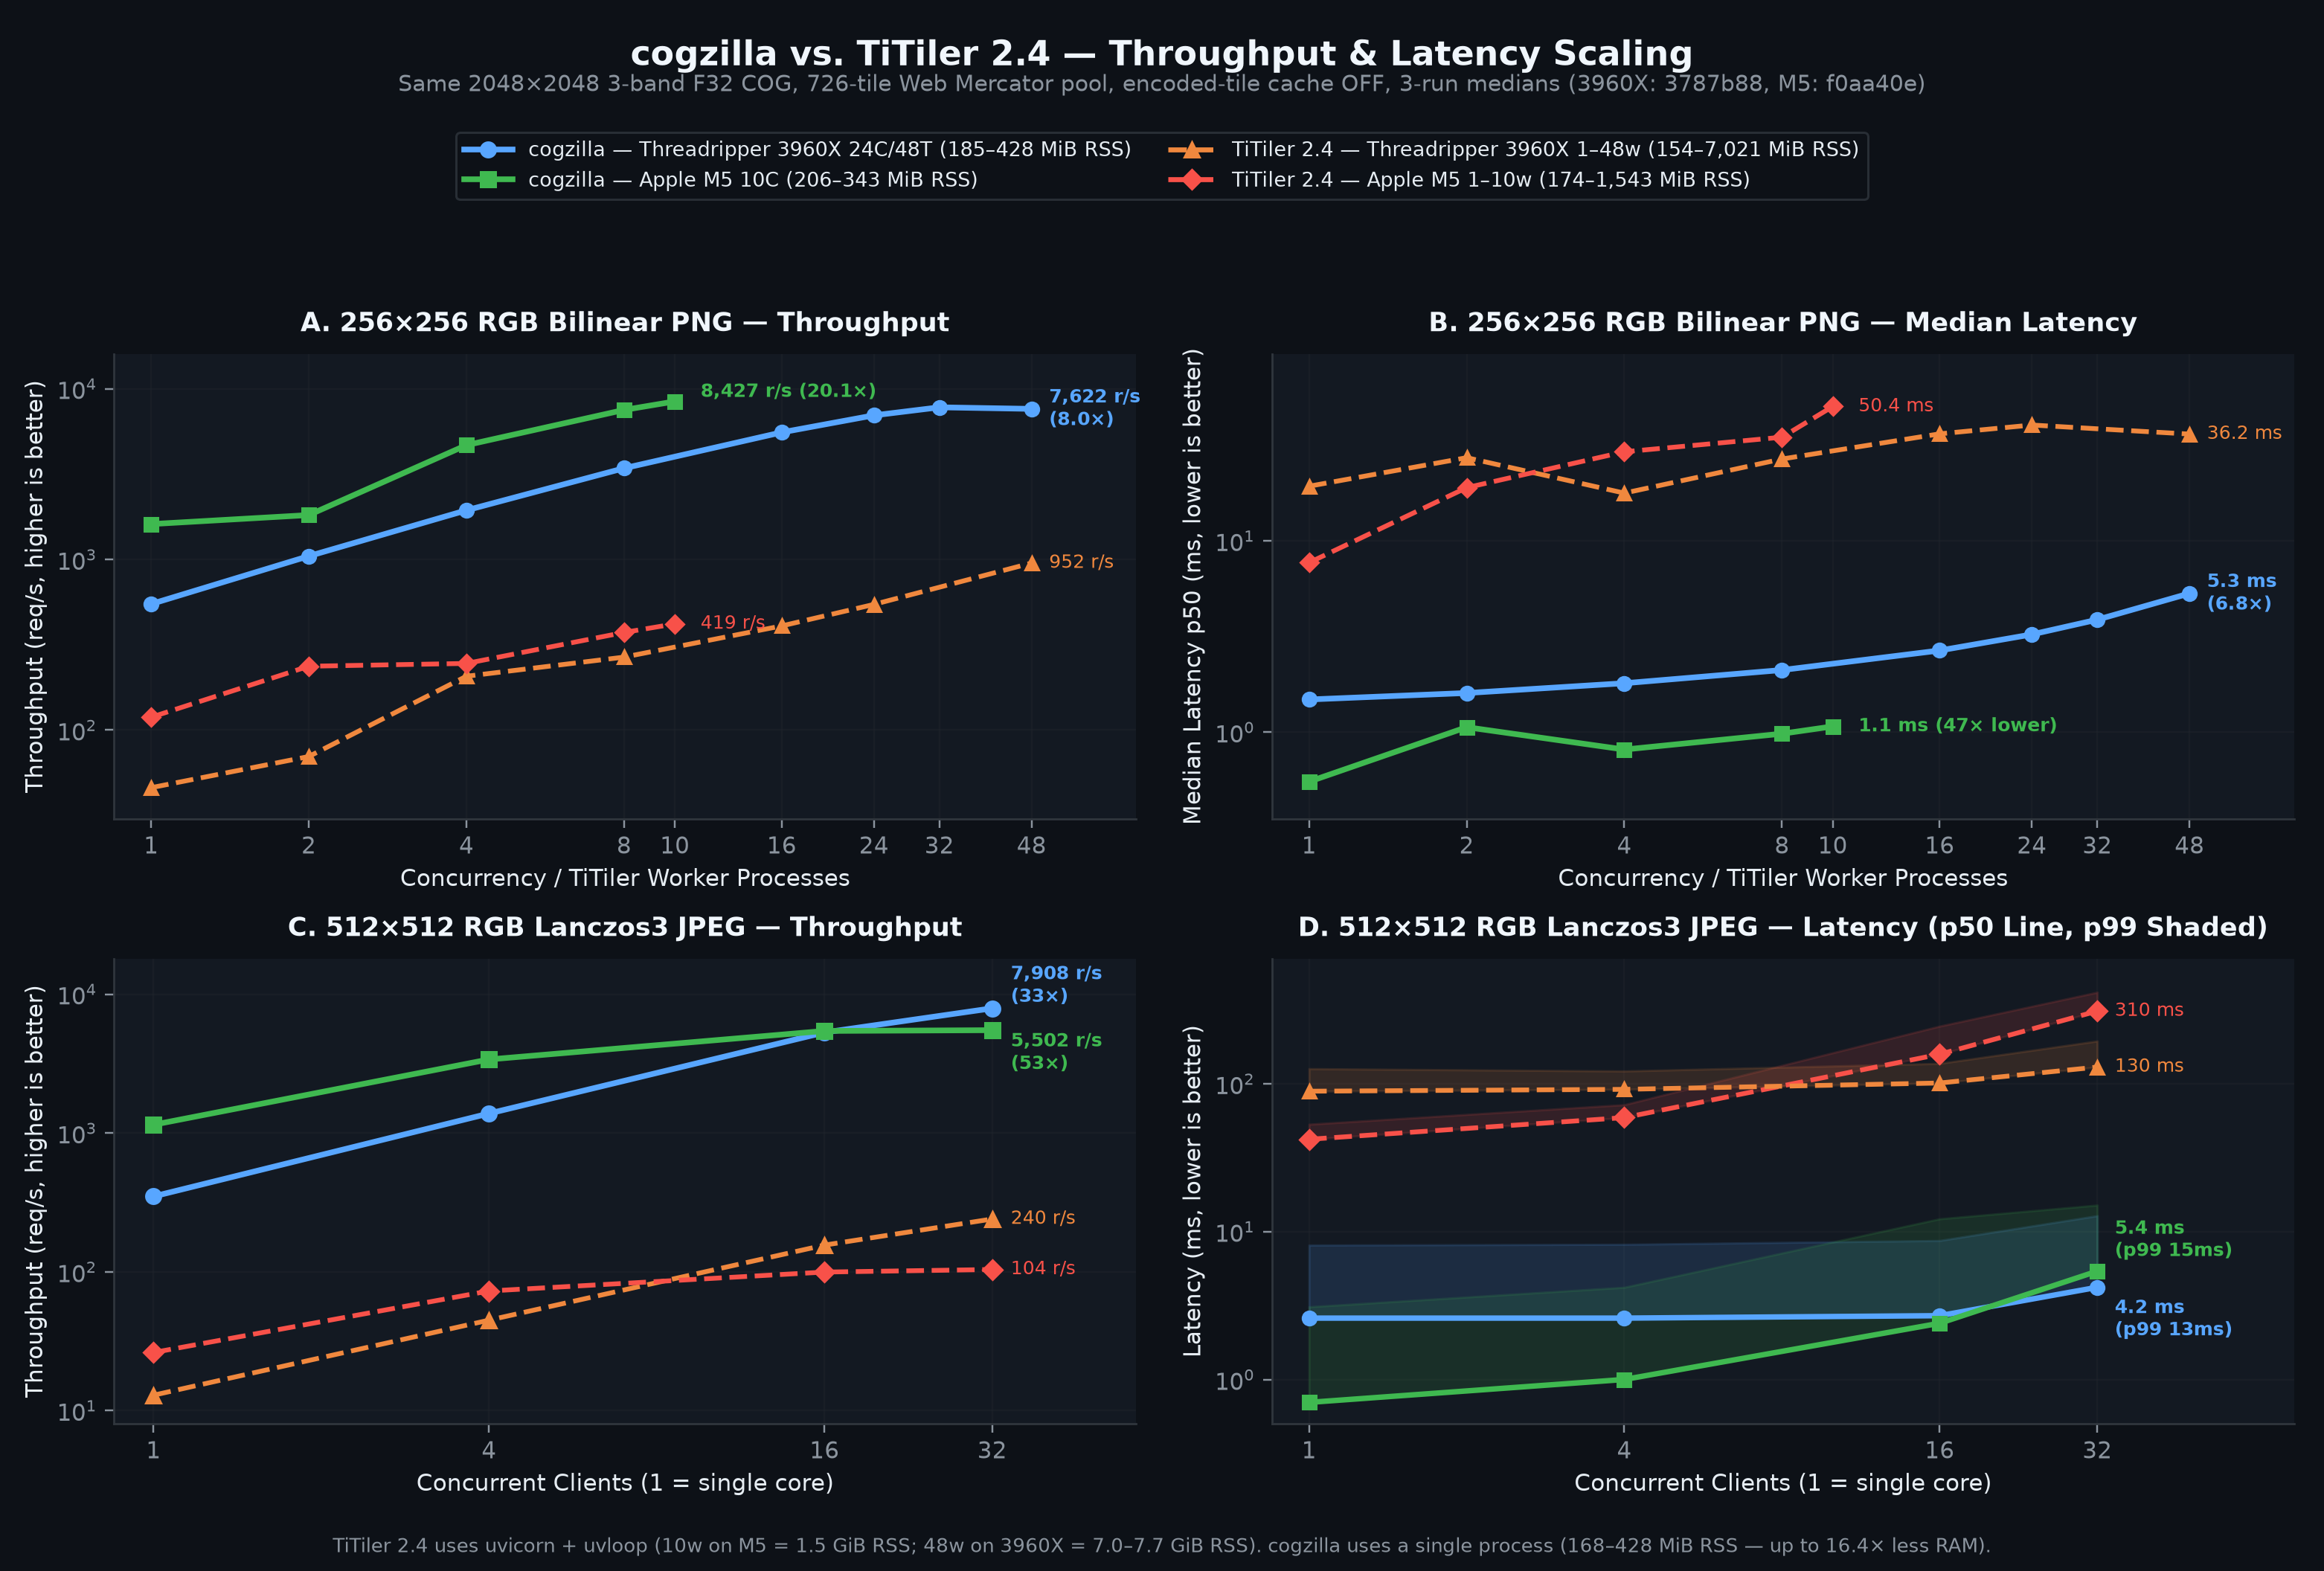 cogzilla vs. TiTiler 2.4 — Throughput & Latency Scaling
Same 2048×2048 3-band F32 COG, 726-tile Web Mercator pool, encoded-tile cache OFF, 3-run medians (3960X: 3787b88, M5: f0aa40e)
cogzilla — Threadripper 3960X 24C/48T (185–428 MiB RSS)
cogzilla — Apple M5 10C (206–343 MiB RSS)
TiTiler 2.4 — Threadripper 3960X 1–48w (154–7,021 MiB RSS)
TiTiler 2.4 — Apple M5 1–10w (174–1,543 MiB RSS)
A. 256×256 RGB Bilinear PNG — Throughput
Throughput (req/s, higher is better)
10⁴
10³
10²
8,427 r/s (20.1×)
7,622 r/s
(8.0×)
952 r/s
419 r/s
1 2 4 8 10 16 24 32 48
Concurrency / TiTiler Worker Processes
B. 256×256 RGB Bilinear PNG — Median Latency
Median Latency p50 (ms, lower is better)
10¹
10⁰
50.4 ms
36.2 ms
5.3 ms
(6.8×)
1.1 ms (47× lower)
1 2 4 8 10 16 24 32 48
Concurrency / TiTiler Worker Processes
C. 512×512 RGB Lanczos3 JPEG — Throughput
Throughput (req/s, higher is better)
10⁴
10³
10²
10¹
7,908 r/s
(33×)
5,502 r/s
(53×)
240 r/s
104 r/s
1 4 16 32
Concurrent Clients (1 = single core)
D. 512×512 RGB Lanczos3 JPEG — Latency (p50 Line, p99 Shaded)
Latency (ms, lower is better)
10²
10¹
10⁰
310 ms
130 ms
5.4 ms
(p99 15ms)
4.2 ms
(p99 13ms)
1 4 16 32
Concurrent Clients (1 = single core)
TiTiler 2.4 uses uvicorn + uvloop (10w on M5 = 1.5 GiB RSS; 48w on 3960X = 7.0–7.7 GiB RSS). cogzilla uses a single process (168–428 MiB RSS — up to 16.4× less RAM).